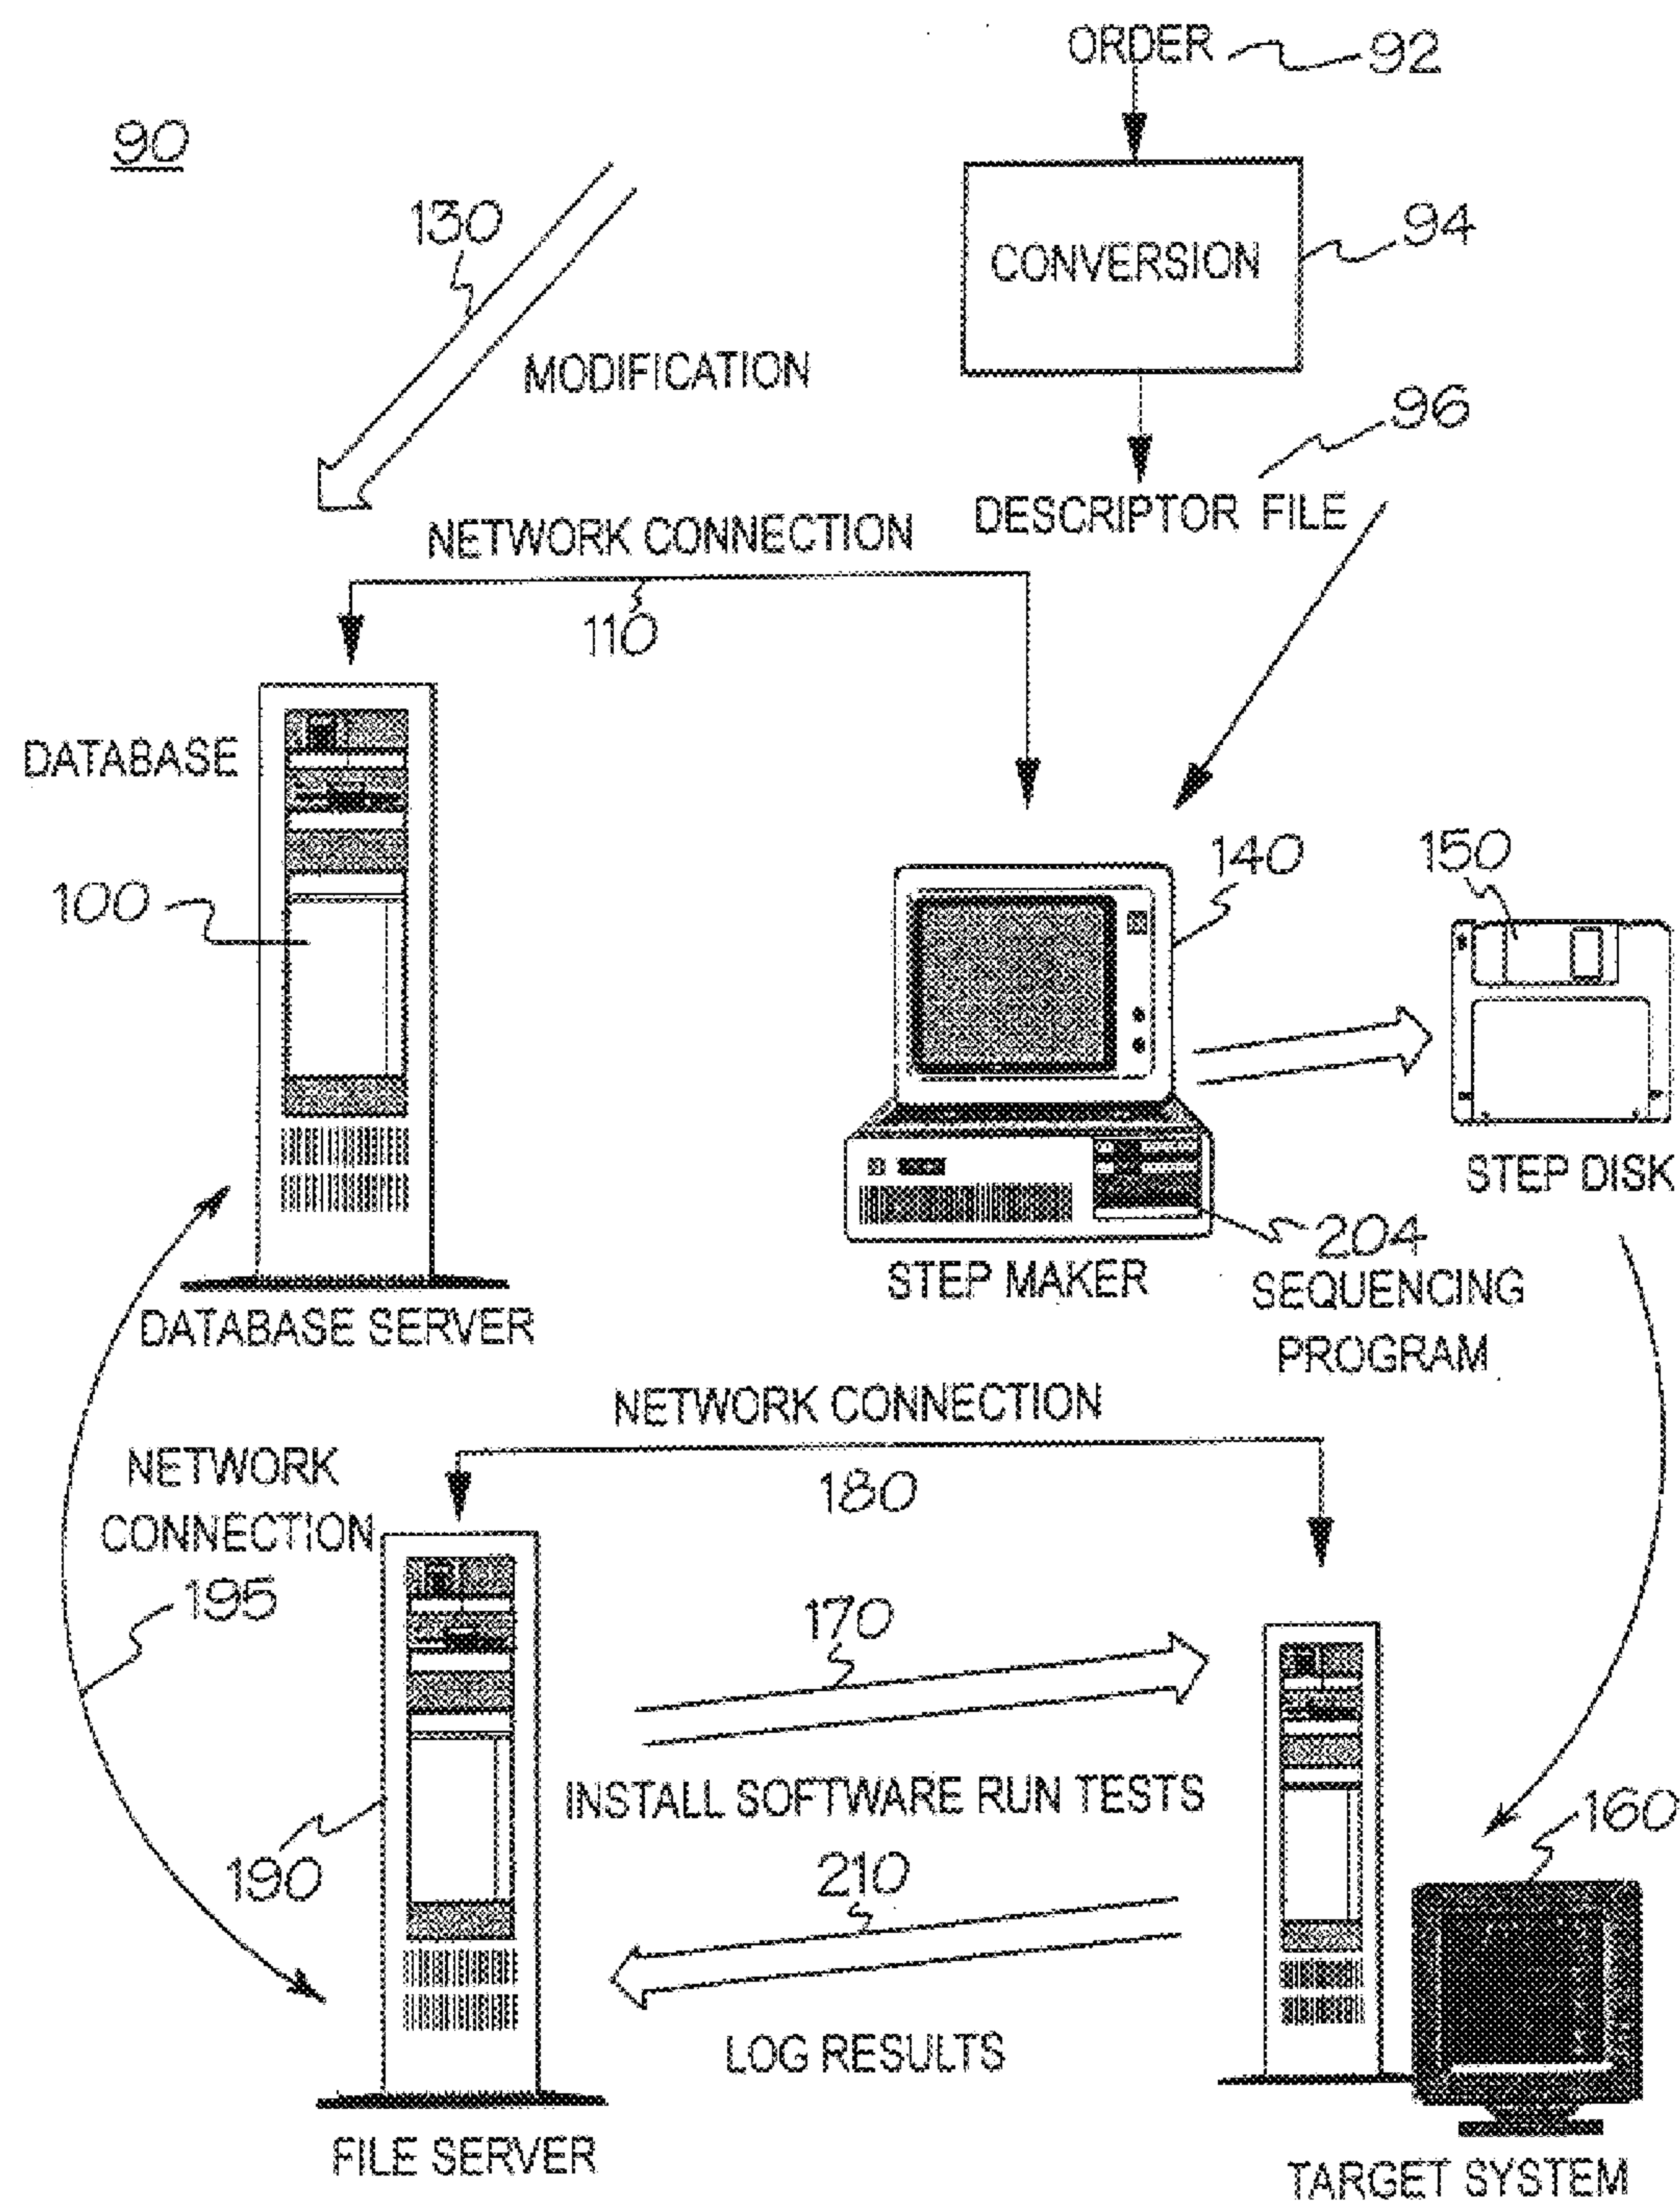 ORDER 92
90
130
CONVERSION
94
MODIFICATION
96
DESCRIPTOR FILE
NETWORK CONNECTION
110
DATABASE
100
140
150
STEP DISK
204
STEP MAKER
SEQUENCING
PROGRAM
DATABASE SERVER
NETWORK CONNECTION
180
NETWORK
CONNECTION
195
170
INSTALL SOFTWARE RUN TESTS
160
190
210
LOG RESULTS
FILE SERVER
TARGET SYSTEM